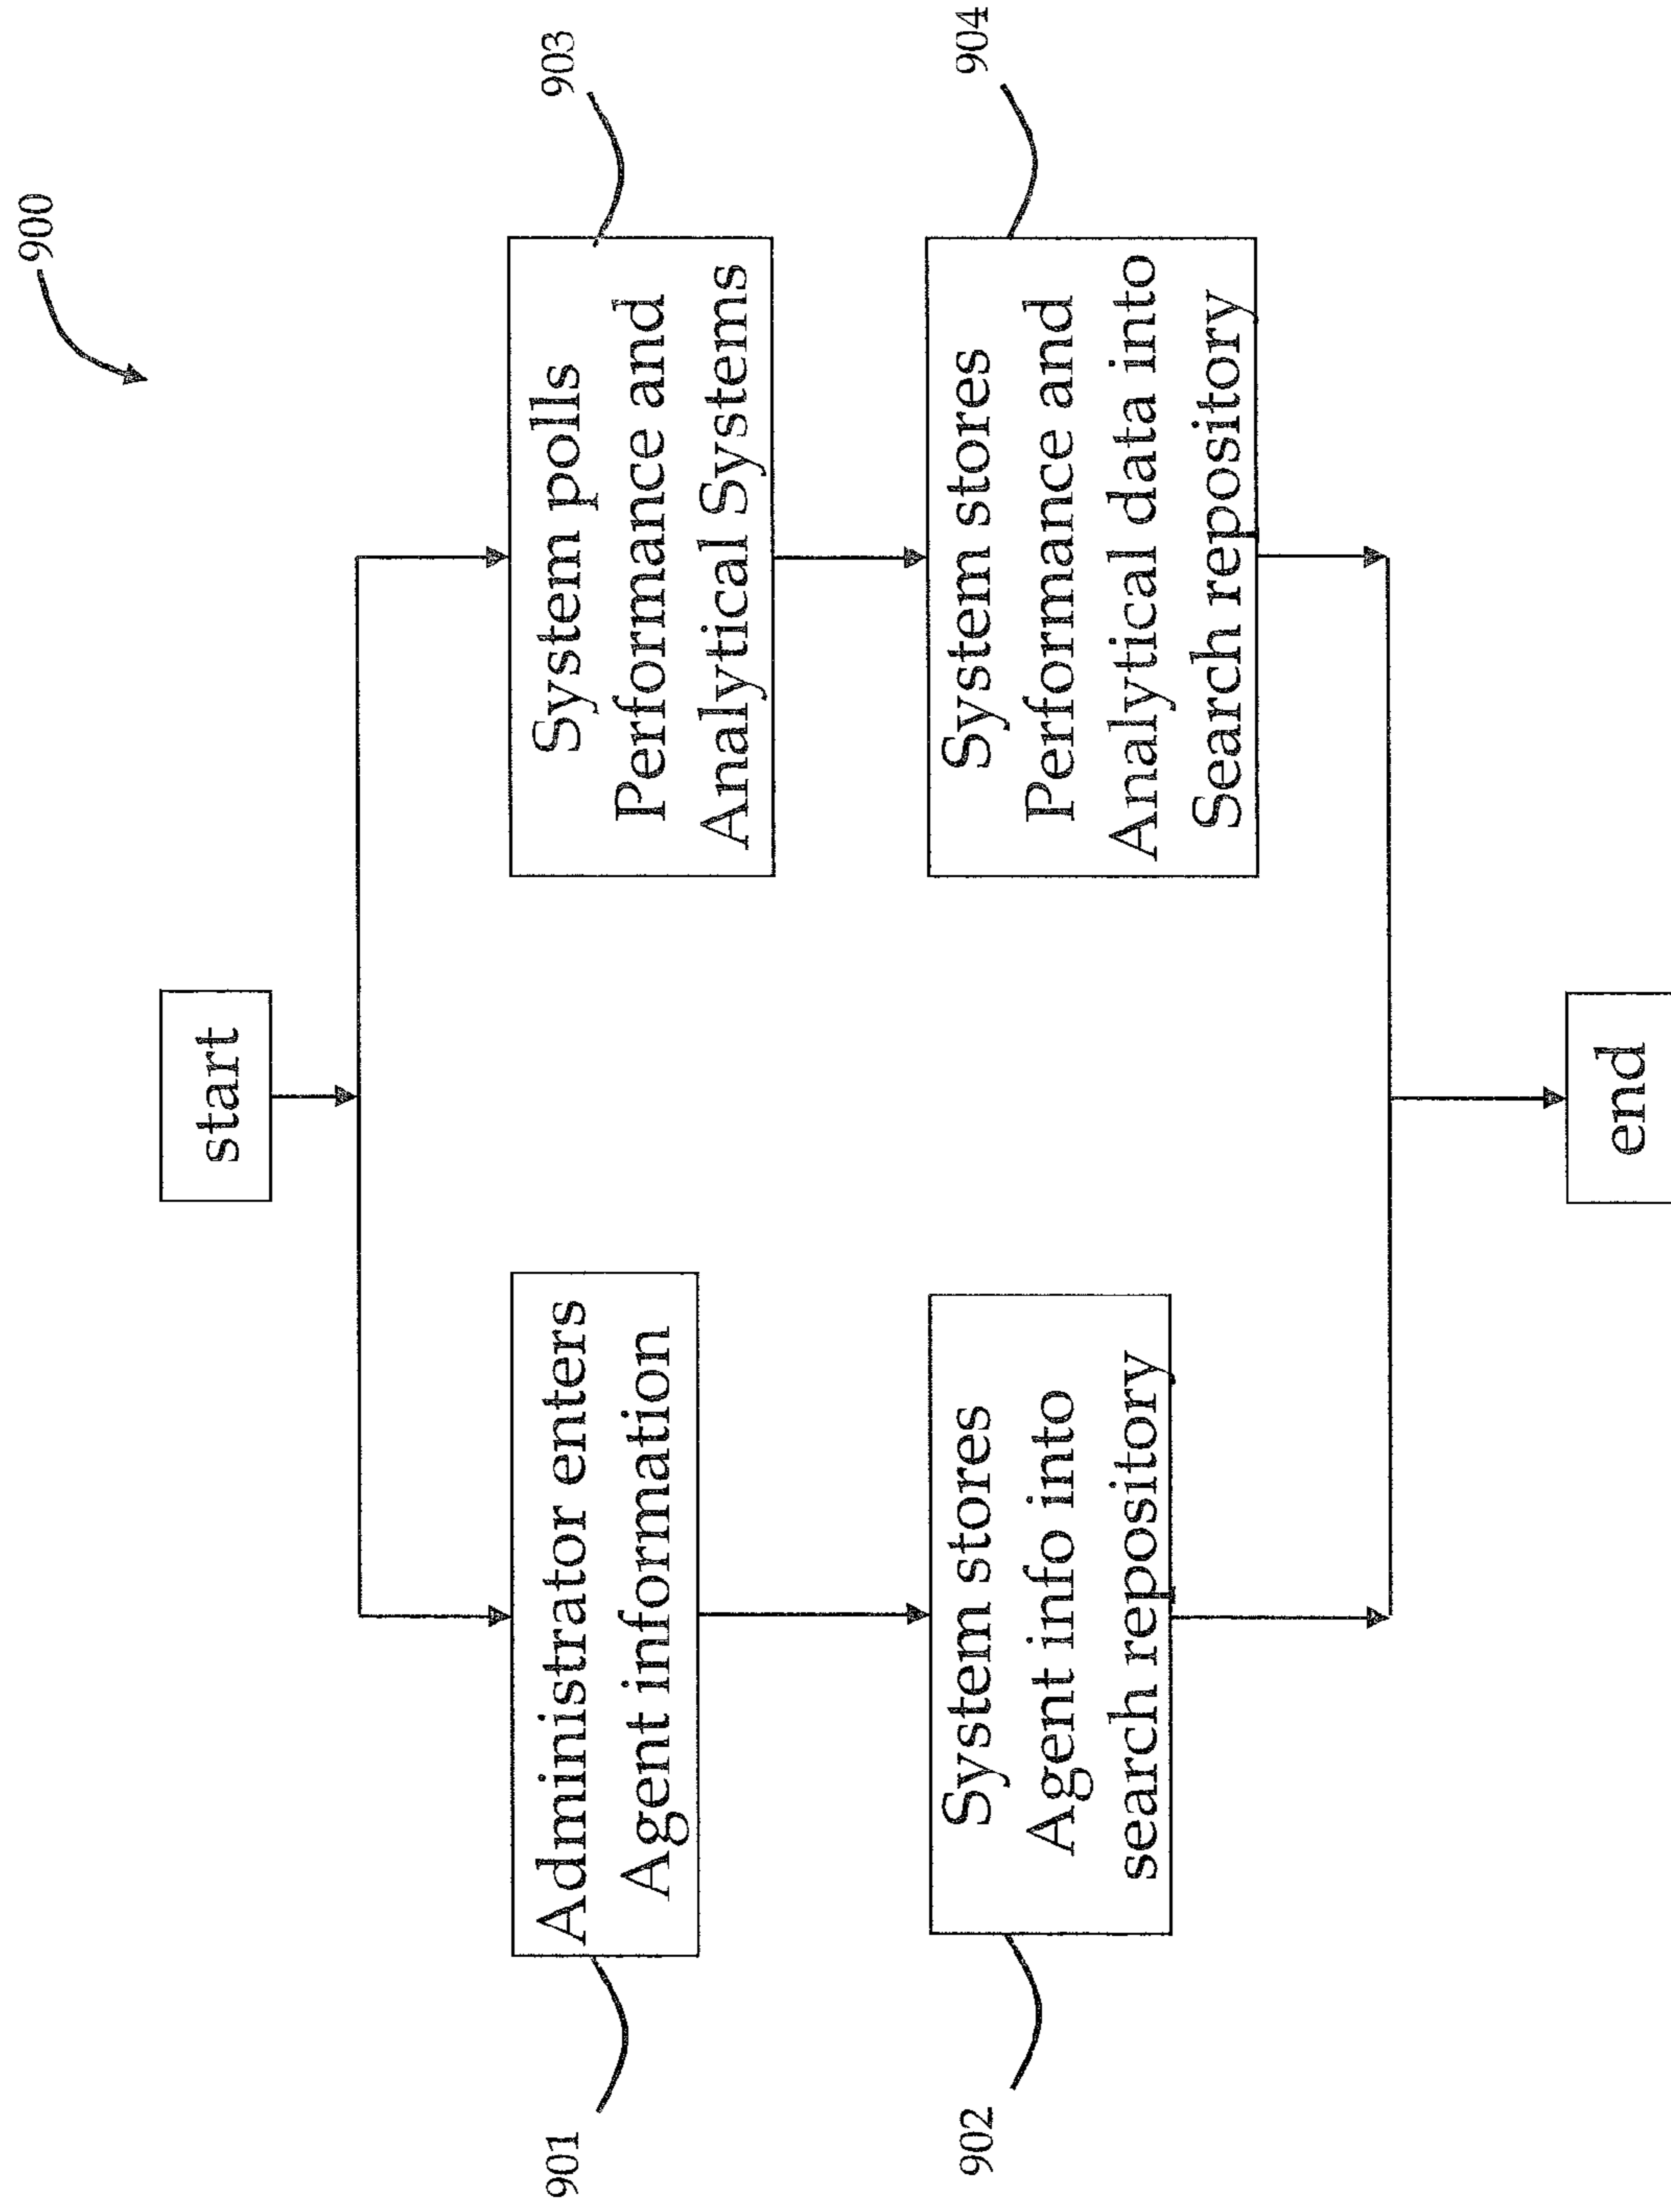 900
start
Administrator enters
Agent information
901
System polls
Performance and
Analytical Systems
903
System stores
Agent info into
search repository
902
System stores
Performance and
Analytical data into
Search repository
904
end